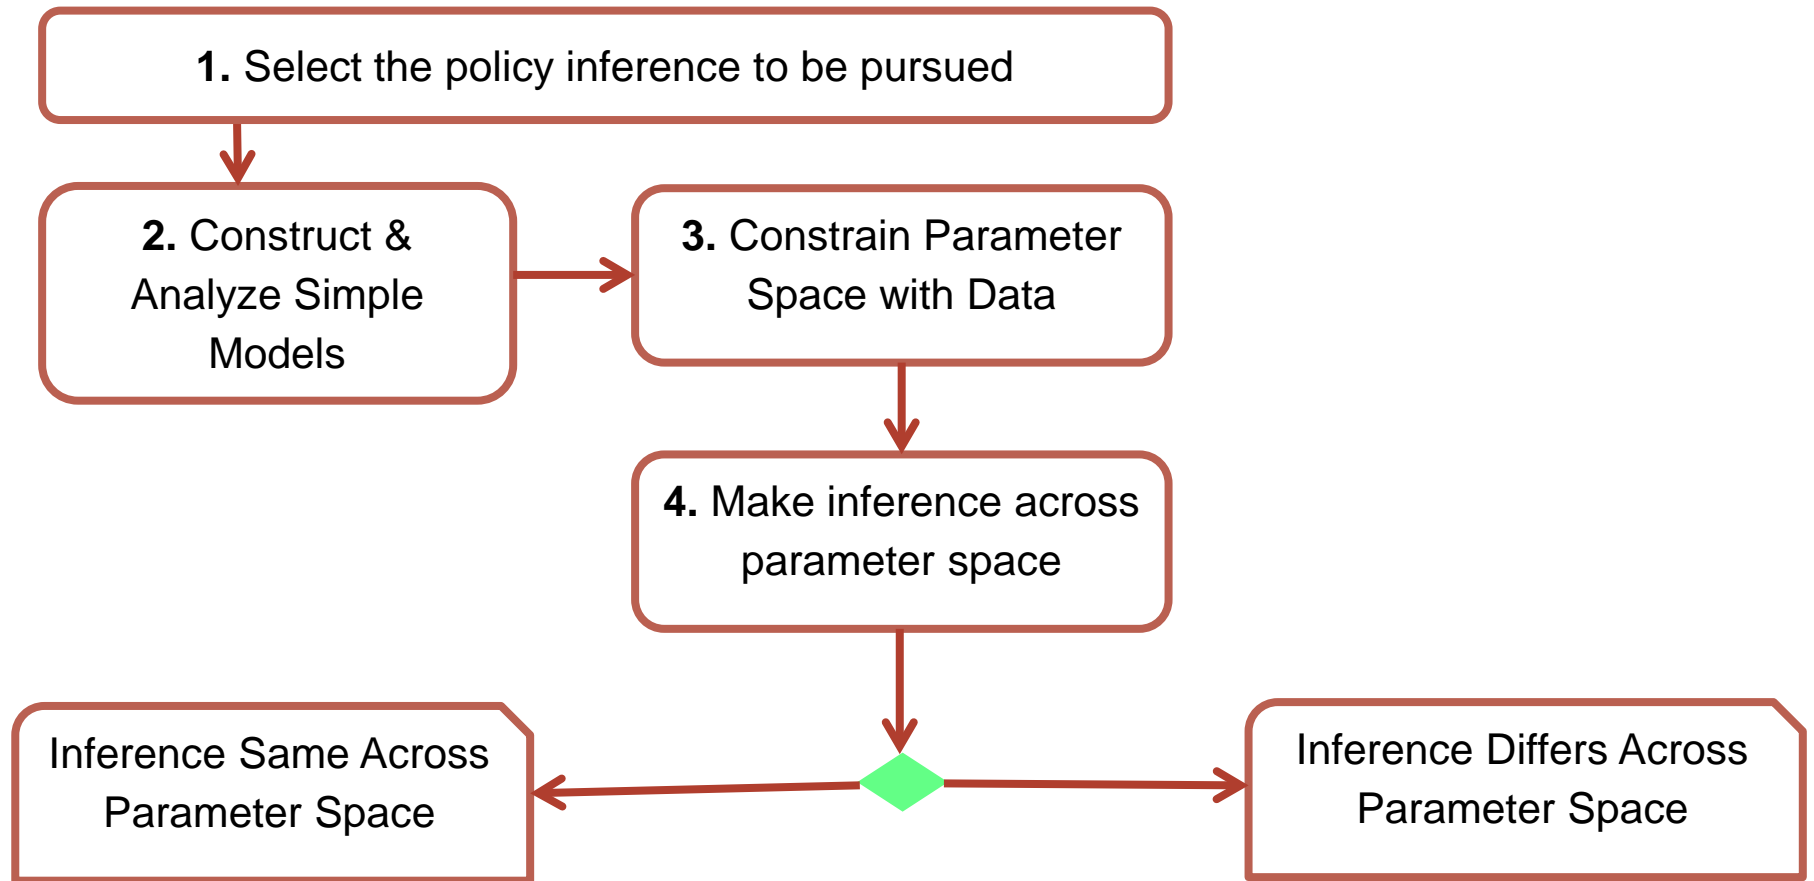 1. Select the policy inference to be pursued
2. Construct &
Analyze Simple
Models
3. Constrain Parameter
Space with Data
4. Make inference across
parameter space
Inference Same Across
Parameter Space
Inference Differs Across
Parameter Space